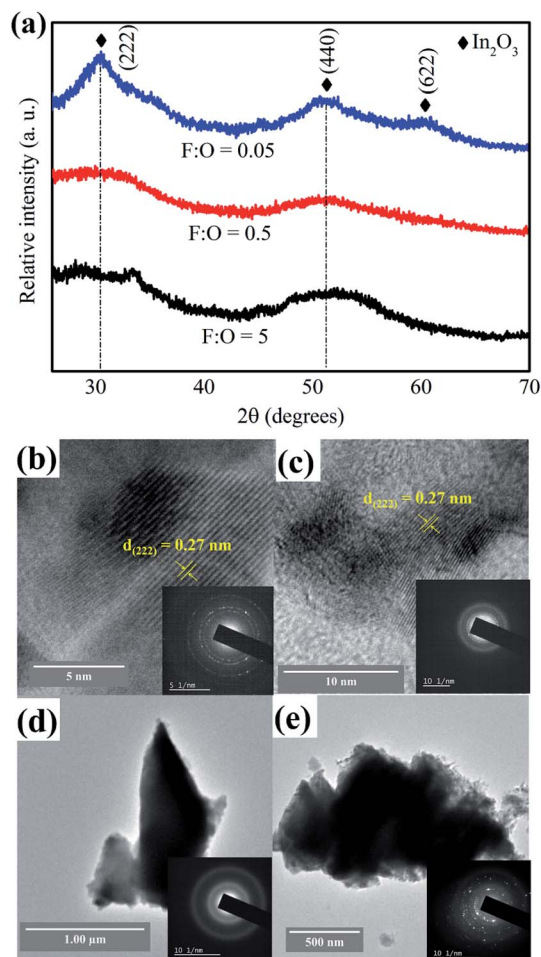 (a)
(222)
(440)
(622)
♦ In₂O₃
Relative intensity (a. u.)
F:O = 0.05
F:O = 0.5
F:O = 5
30 40 50 60 70
2θ (degrees)
(b)
d(222) = 0.27 nm
5 nm
5 1/nm
(c)
d(222) = 0.27 nm
10 nm
10 1/nm
(d)
1.00 µm
10 1/nm
(e)
500 nm
10 1/nm